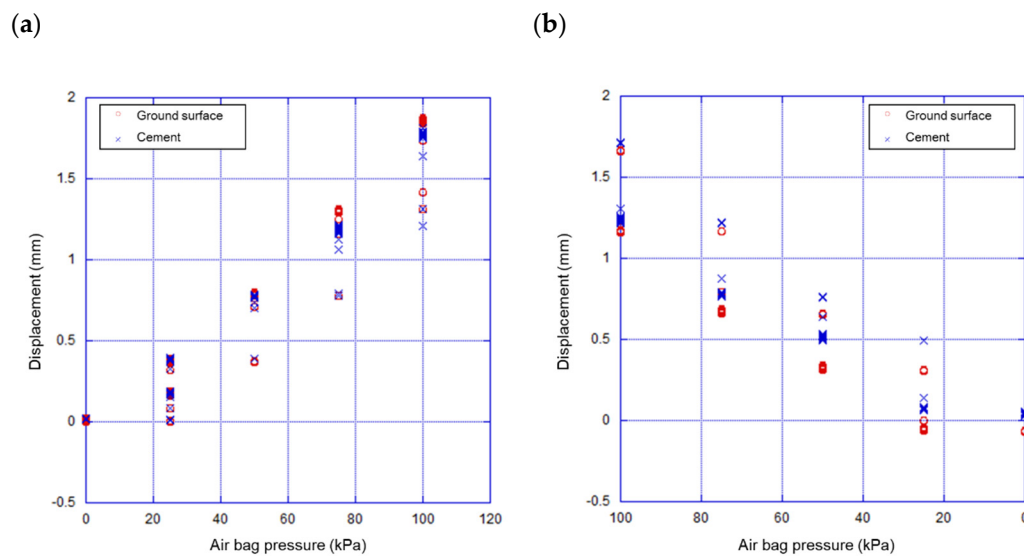 (a)
(b)
2
1.5
1
0.5
0
-0.5
Displacement (mm)
Ground surface
Cement
0
20
40
60
80
100
120
Air bag pressure (kPa)
2
1.5
1
0.5
0
-0.5
Displacement (mm)
Ground surface
Cement
100
80
60
40
20
0
Air bag pressure (kPa)